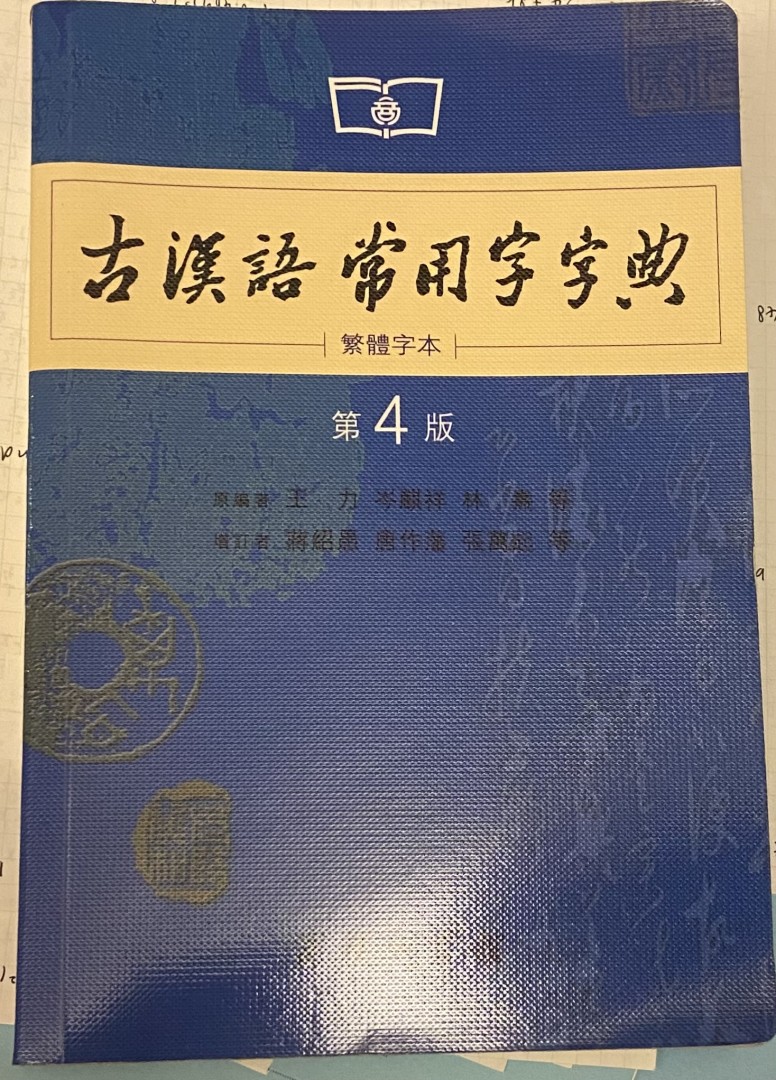 商
古漢語常用字字典
繁體字本
第4版
原編者 王 力 岑麒祥 林 燾 等
增訂者 蔣紹愚 唐作藩 張萬起 等